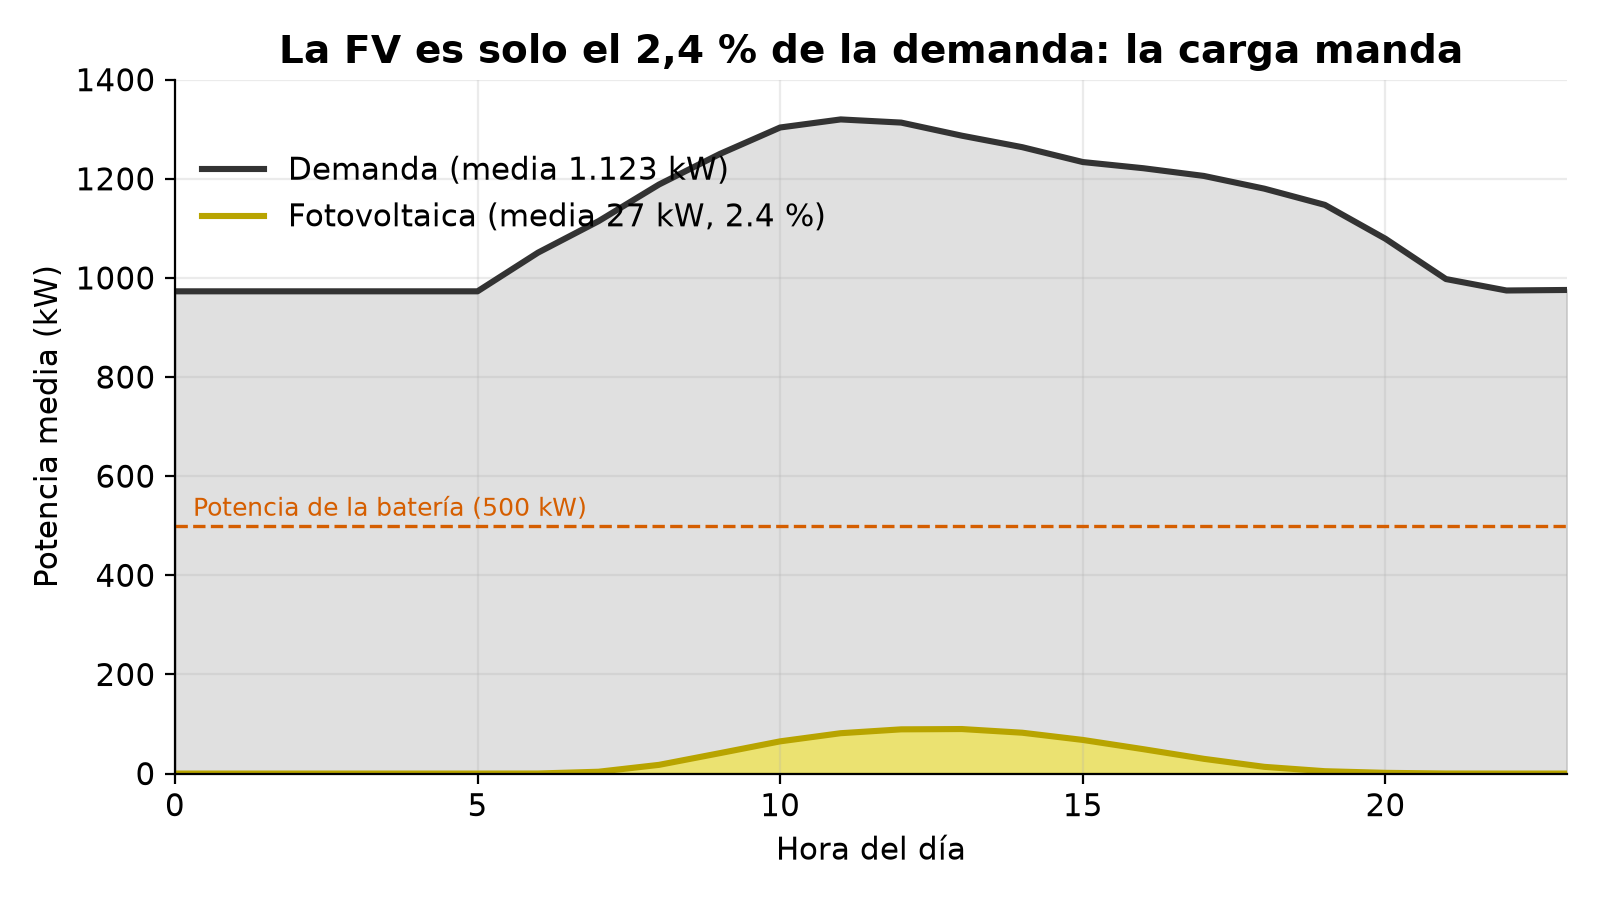 La FV es solo el 2,4 % de la demanda: la carga manda
1400
1200
1000
800
600
400
200
0
Potencia media (kW)
Demanda (media 1.123 kW)
Fotovoltaica (media 27 kW, 2.4 %)
Potencia de la batería (500 kW)
0 5 10 15 20
Hora del día